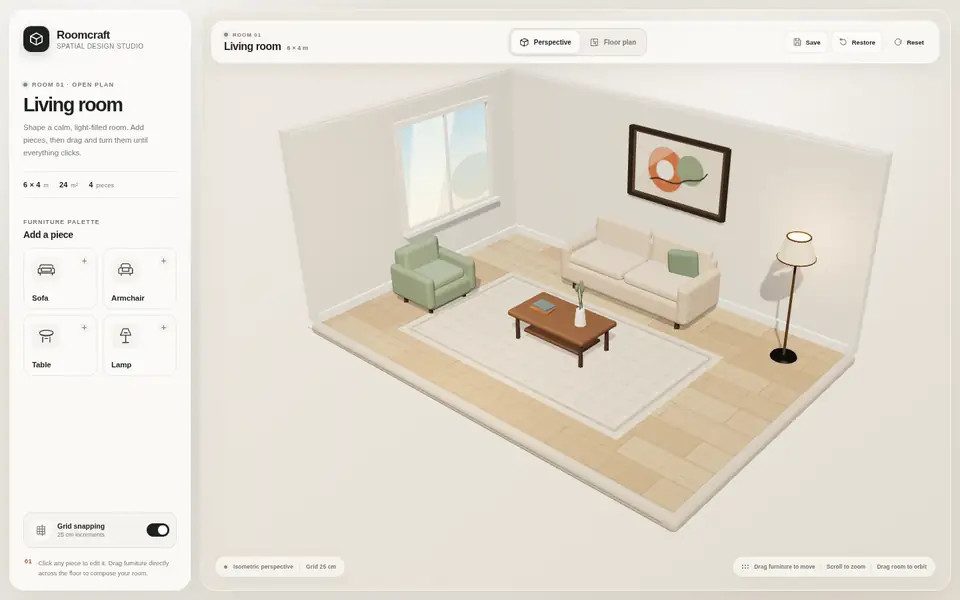 Roomcraft
SPATIAL DESIGN STUDIO
ROOM 01 · OPEN PLAN
Living room
Shape a calm, light-filled room. Add
pieces, then drag and turn them until
everything clicks.
6 × 4 m 24 m² 4 pieces
FURNITURE PALETTE
Add a piece
Sofa
Armchair
Table
Lamp
Grid snapping
25 cm increments
01 Click any piece to edit it. Drag furniture directly
across the floor to compose your room.
ROOM 01
Living room 6 × 4 m
Perspective
Floor plan
Save
Restore
Reset
Isometric perspective
Grid 25 cm
Drag furniture to move
Scroll to zoom
Drag room to orbit